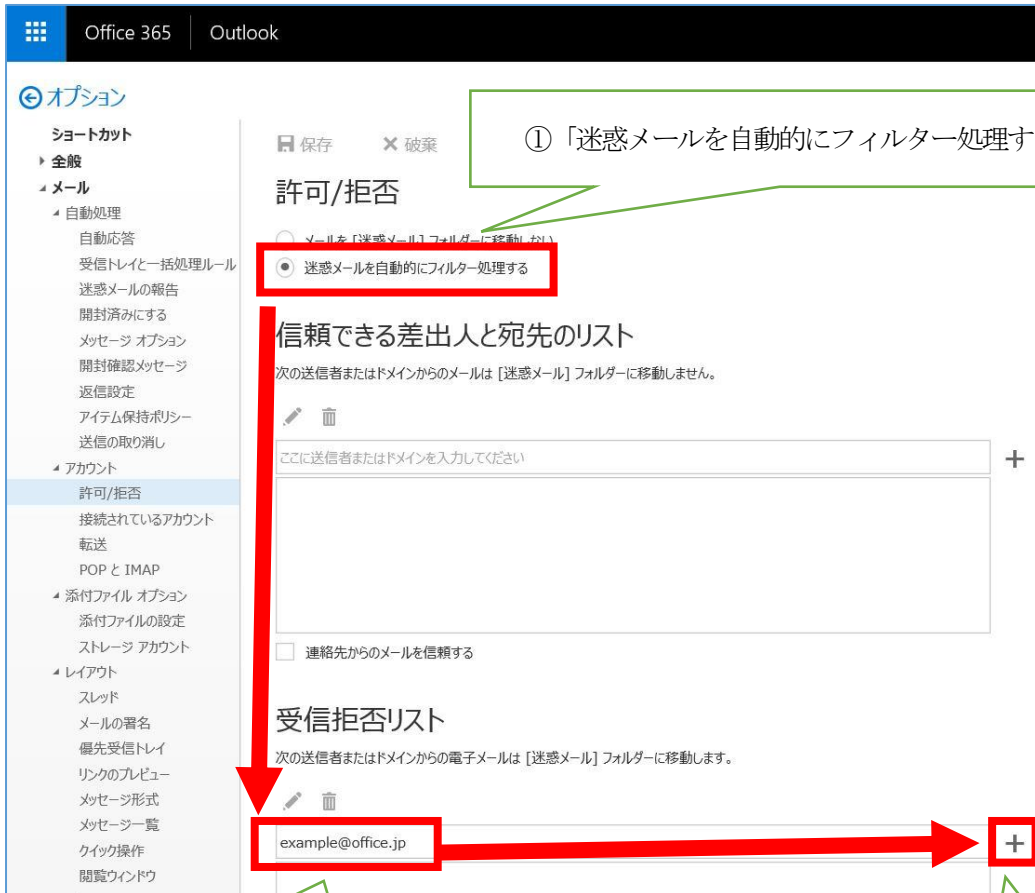 Office 365 Outlook
オプション
ショートカット
全般
メール
自動処理
自動応答
受信トレイと一括処理ルール
迷惑メールの報告
開封済みにする
メッセージ オプション
開封確認メッセージ
返信設定
アイテム保持ポリシー
送信の取り消し
アカウント
許可/拒否
接続されているアカウント
転送
POP と IMAP
添付ファイル オプション
添付ファイルの設定
ストレージ アカウント
レイアウト
スレッド
メールの署名
優先受信トレイ
リンクのプレビュー
メッセージ形式
メッセージ一覧
クイック操作
閲覧ウィンドウ
保存 破棄
①「迷惑メールを自動的にフィルター処理す
許可/拒否
メールを [迷惑メール] フォルダーに移動しない
迷惑メールを自動的にフィルター処理する
信頼できる差出人と宛先のリスト
次の送信者またはドメインからのメールは [迷惑メール] フォルダーに移動しません。
ここに送信者またはドメインを入力してください
連絡先からのメールを信頼する
受信拒否リスト
次の送信者またはドメインからの電子メールは [迷惑メール] フォルダーに移動します。
example@office.jp